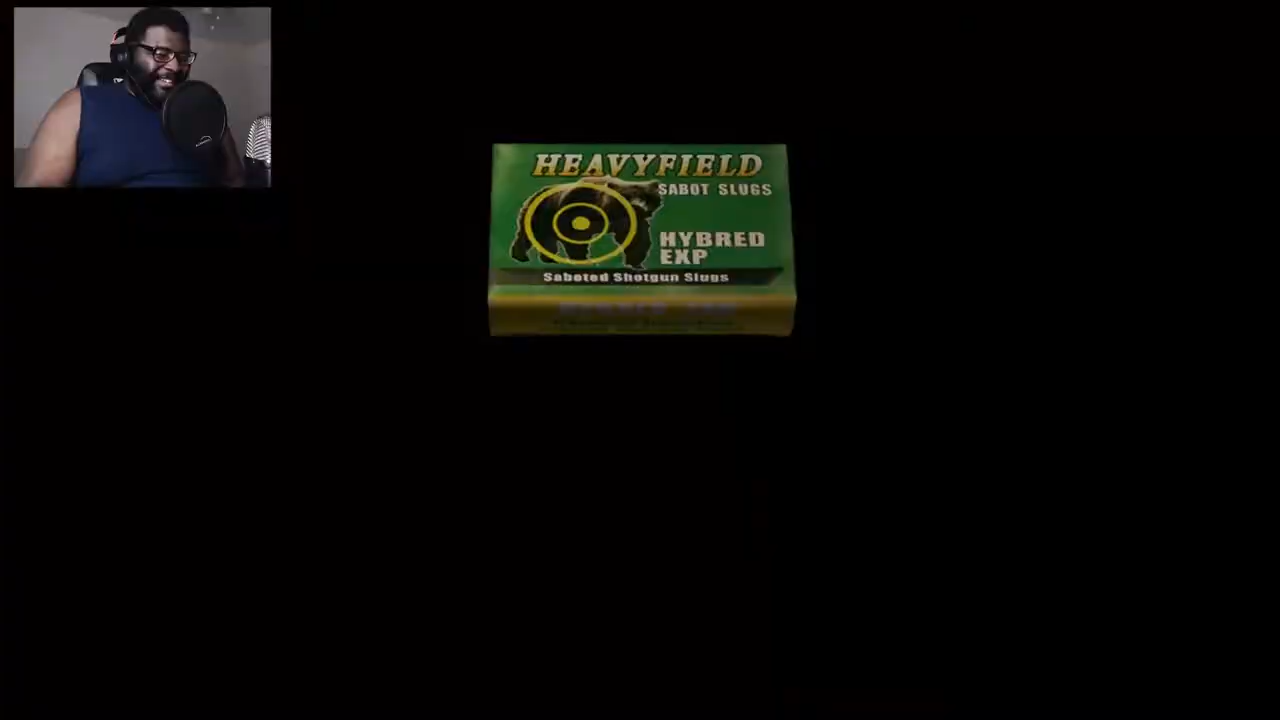 HEAVYFIELD
SABOT SLUGS
HYBRED
EXP
Saboted Shotgun Slugs